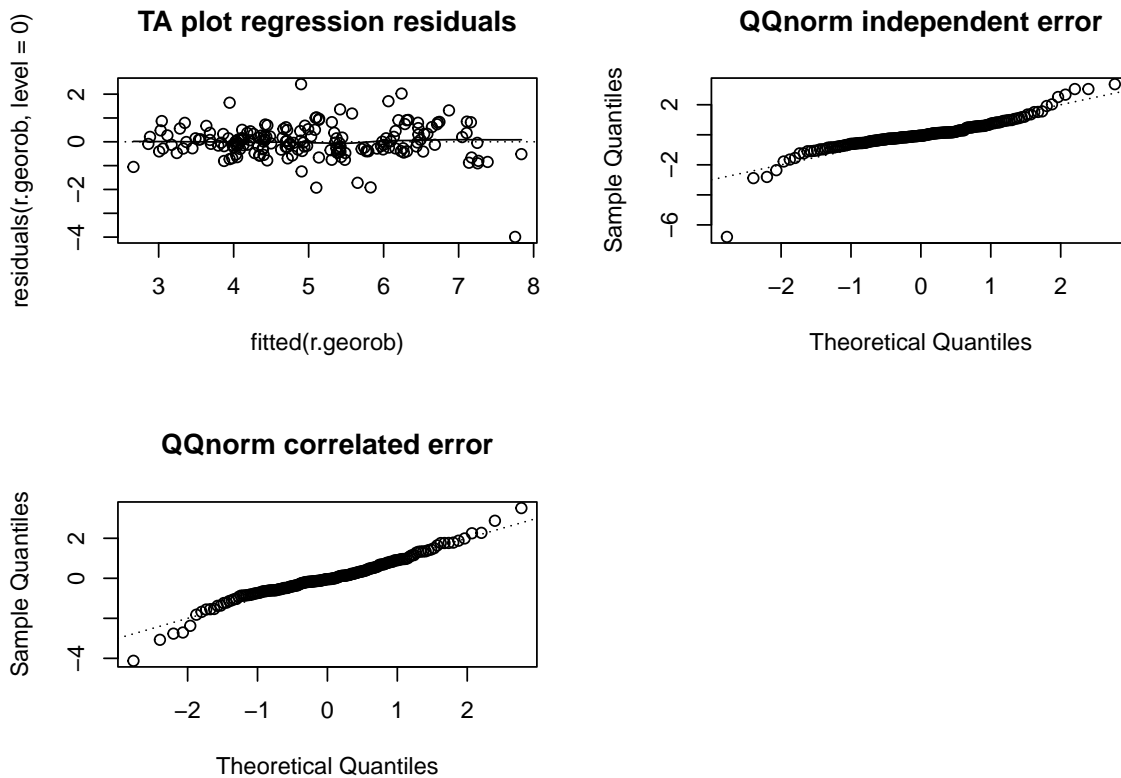 TA plot regression residuals
residuals(r.georob, level = 0)
2
0
−2
−4
3 4 5 6 7 8
fitted(r.georob)
QQnorm independent error
Sample Quantiles
2
−2
−6
−2 −1 0 1 2
Theoretical Quantiles
QQnorm correlated error
Sample Quantiles
2
0
−4
−2 −1 0 1 2
Theoretical Quantiles